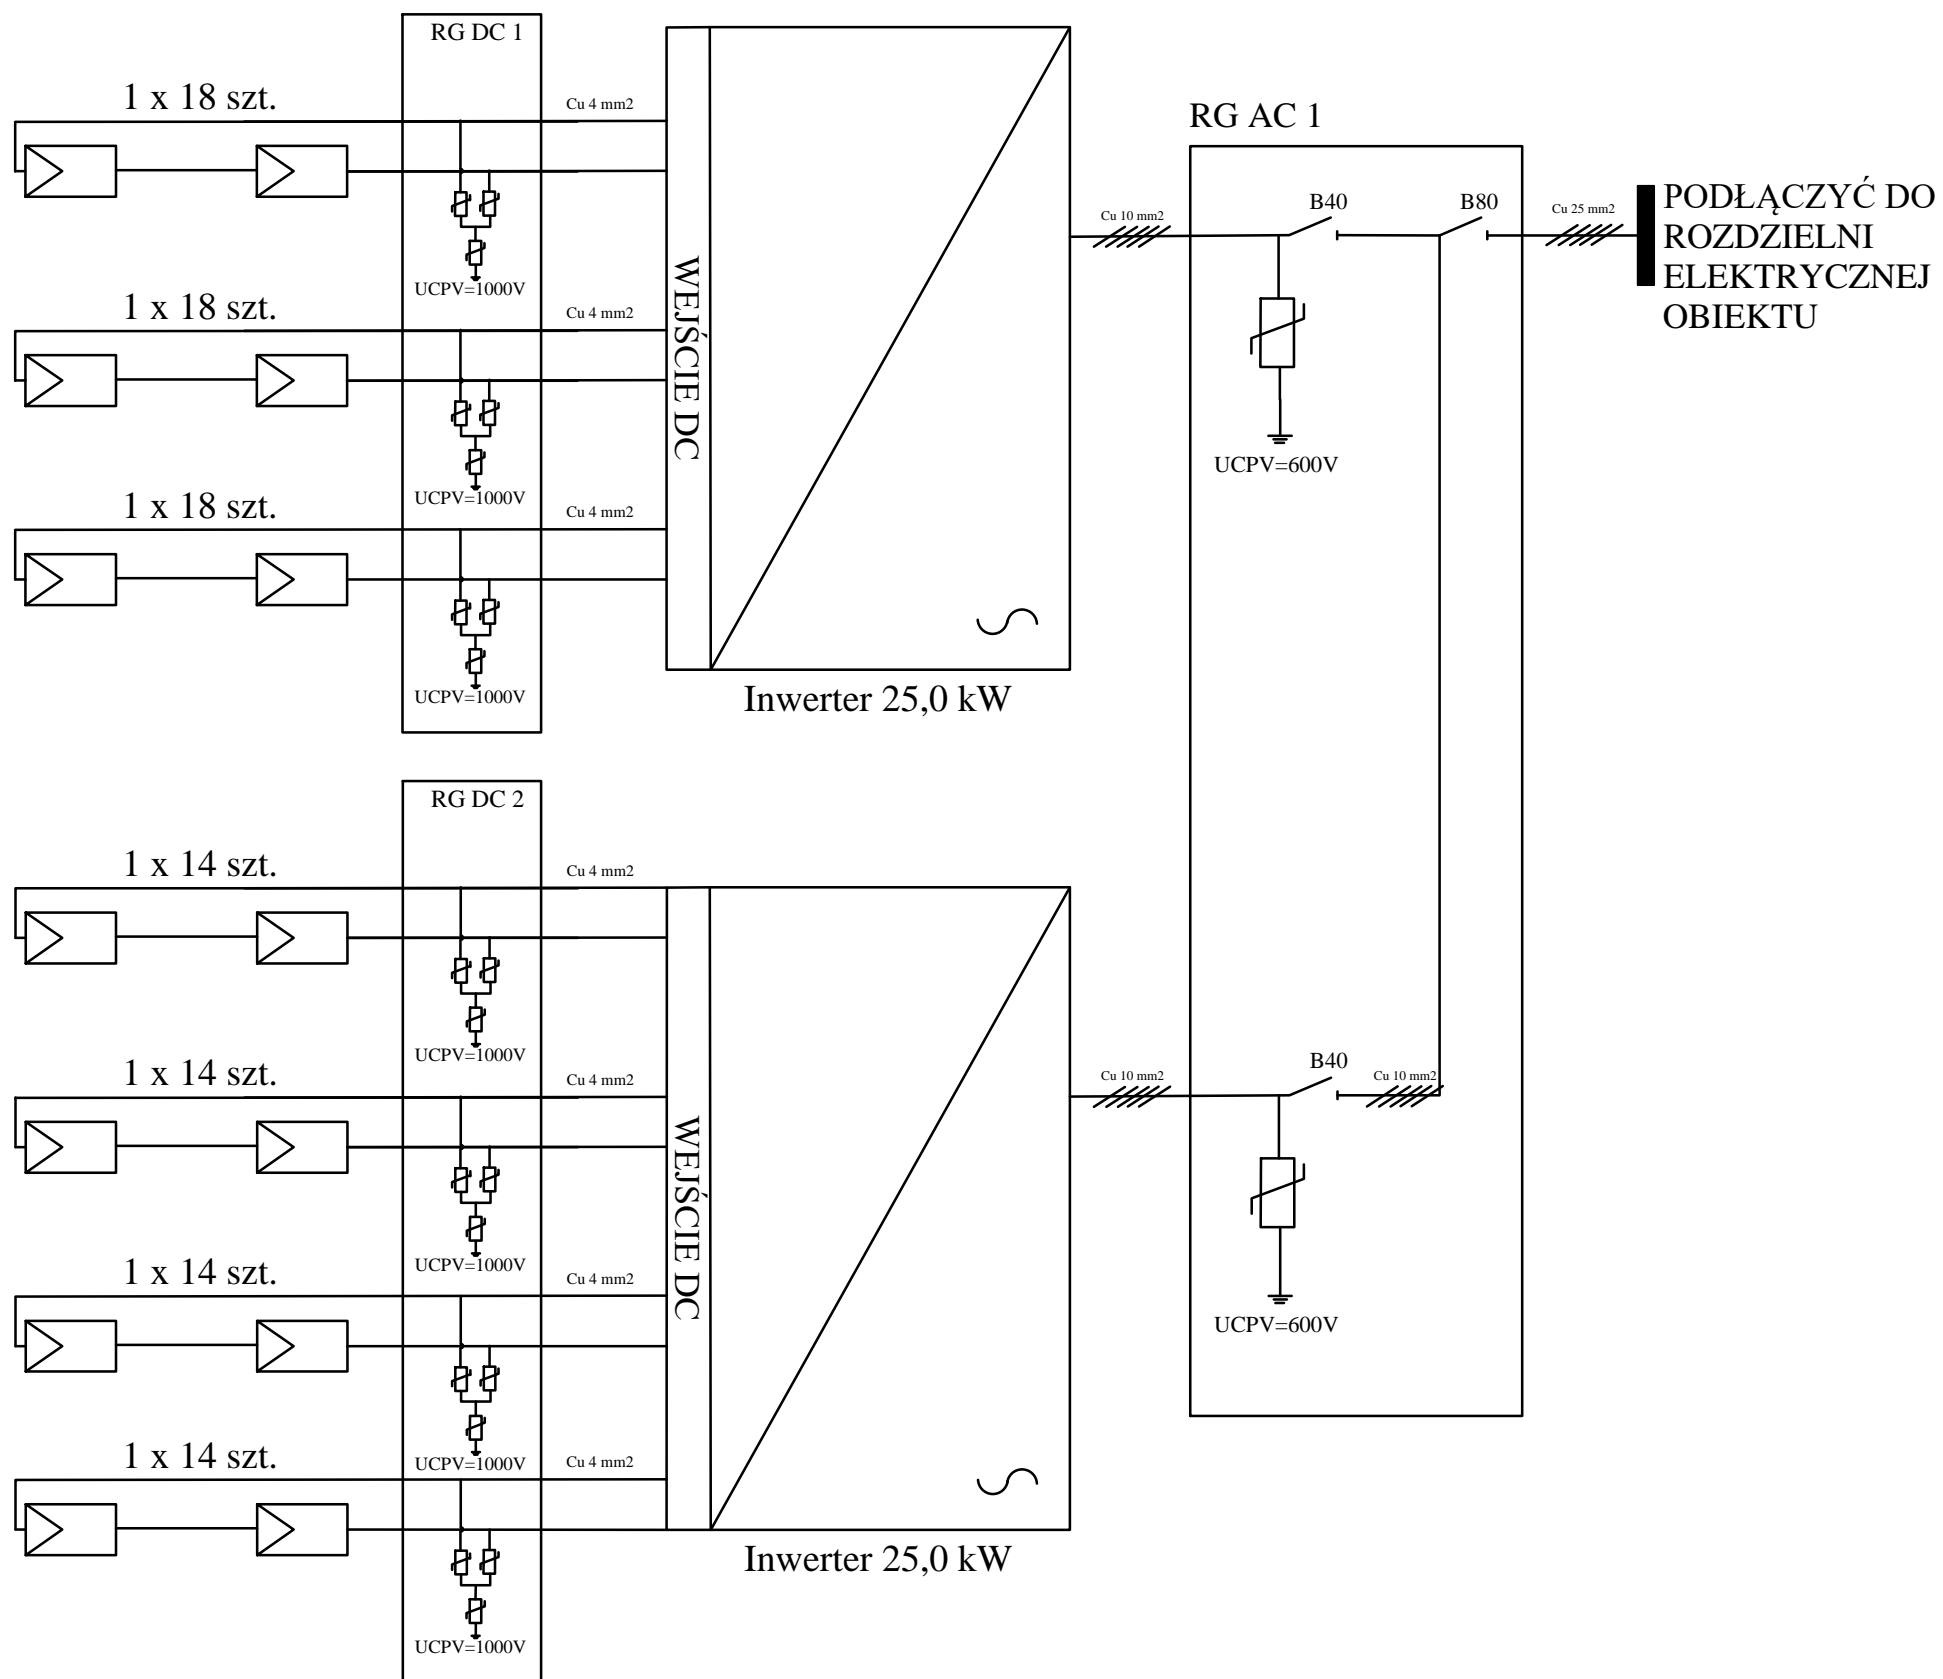 RG DC 1
1 x 18 szt.
Cu 4 mm2
UCPV=1000V
1 x 18 szt.
Cu 4 mm2
UCPV=1000V
1 x 18 szt.
Cu 4 mm2
UCPV=1000V
WEJŚCIE DC
Inwerter 25,0 kW
RG AC 1
Cu 10 mm2
B40
B80
Cu 25 mm2
PODŁĄCZYĆ DO
ROZDZIELNI
ELEKTRYCZNEJ
OBIEKTU
UCPV=600V
RG DC 2
1 x 14 szt.
Cu 4 mm2
UCPV=1000V
1 x 14 szt.
Cu 4 mm2
UCPV=1000V
1 x 14 szt.
Cu 4 mm2
UCPV=1000V
1 x 14 szt.
Cu 4 mm2
UCPV=1000V
WEJŚCIE DC
Inwerter 25,0 kW
Cu 10 mm2
B40
Cu 10 mm2
UCPV=600V